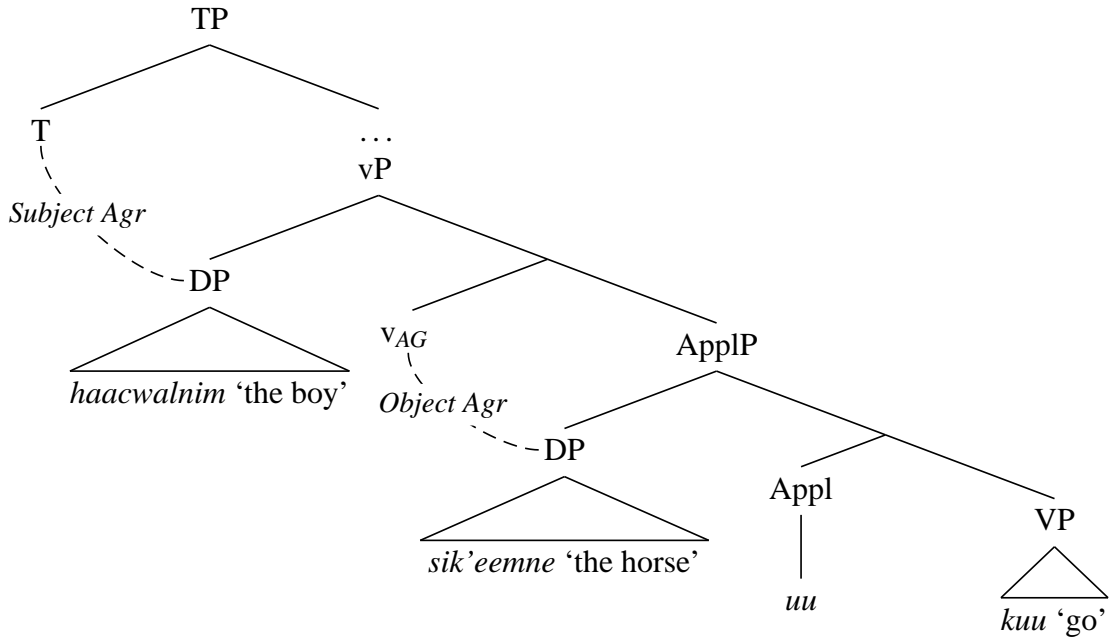 TP
T
. . .
vP
Subject Agr
DP
v_AG
ApplP
haacwalnim ‘the boy’
Object Agr
DP
Appl
VP
sik’eemne ‘the horse’
uu
kuu ‘go’